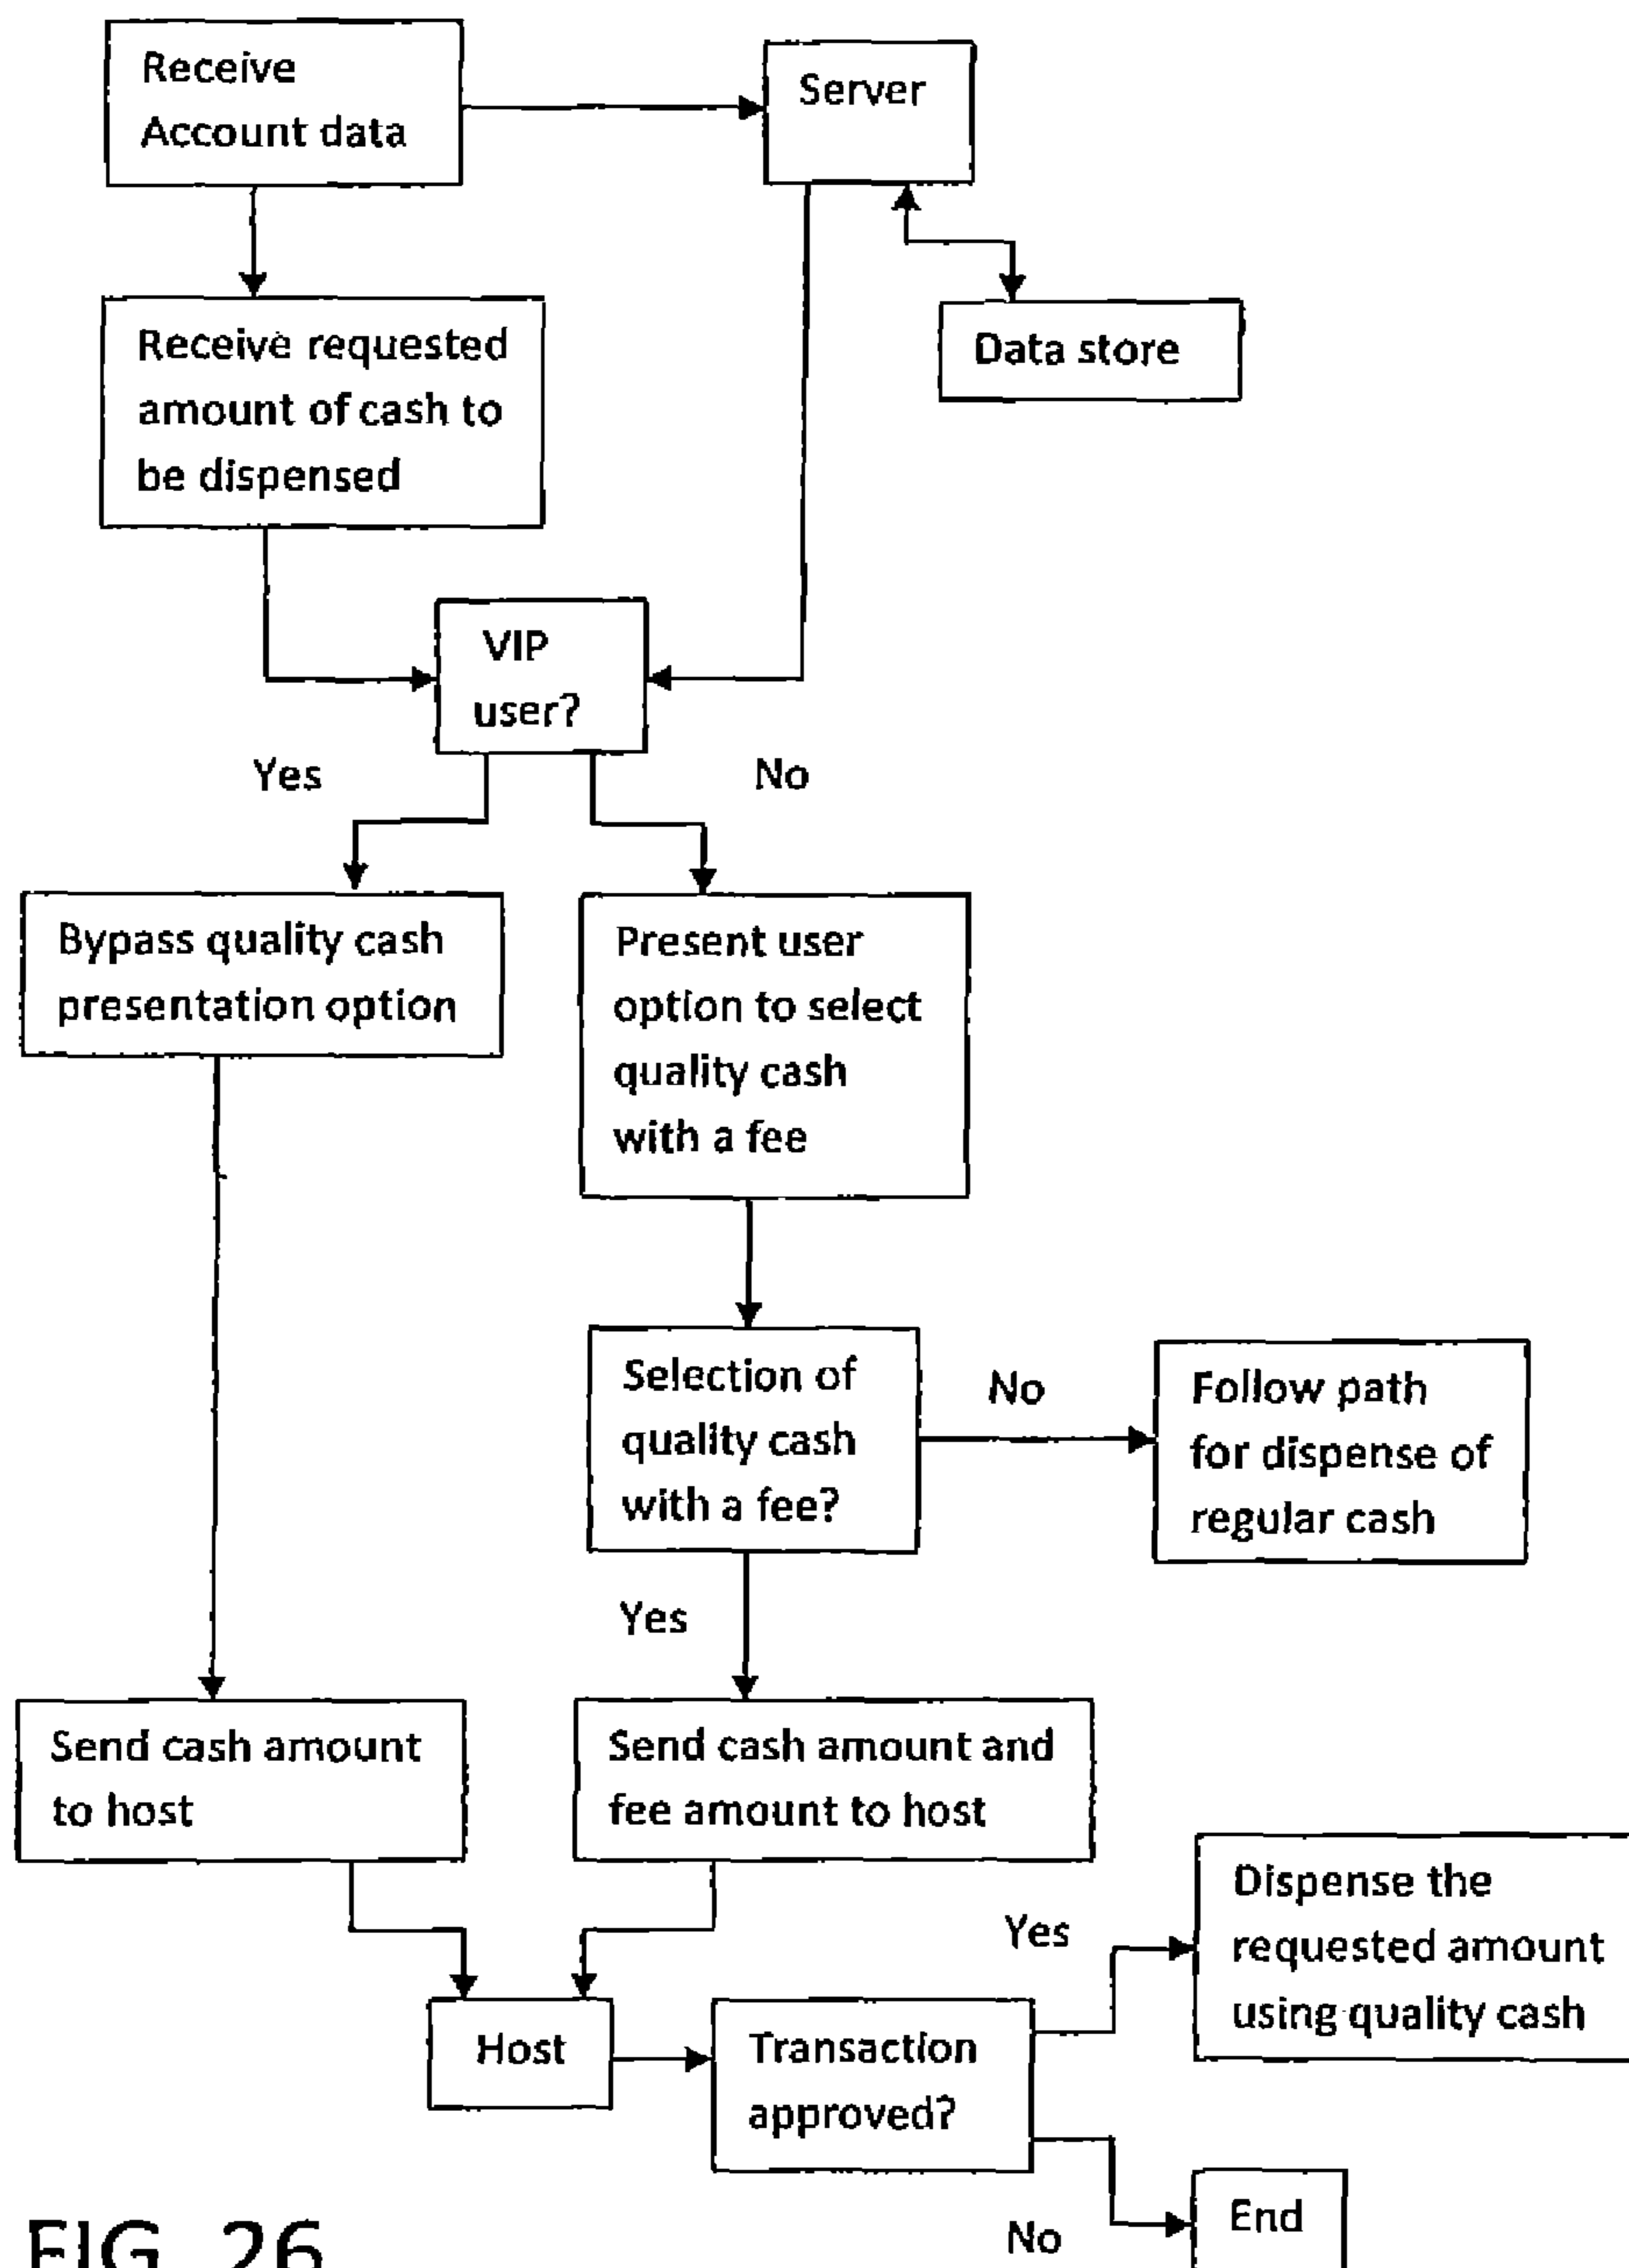 Receive
Account data
Server
Receive requested
amount of cash to
be dispensed
Data store
VIP
user?
Yes
No
Bypass quality cash
presentation option
Present user
option to select
quality cash
with a fee
Selection of
quality cash
with a fee?
No
Follow path
for dispense of
regular cash
Yes
Send cash amount
to host
Send cash amount and
fee amount to host
Yes
Dispense the
requested amount
using quality cash
Host
Transaction
approved?
No
End
FIG. 26